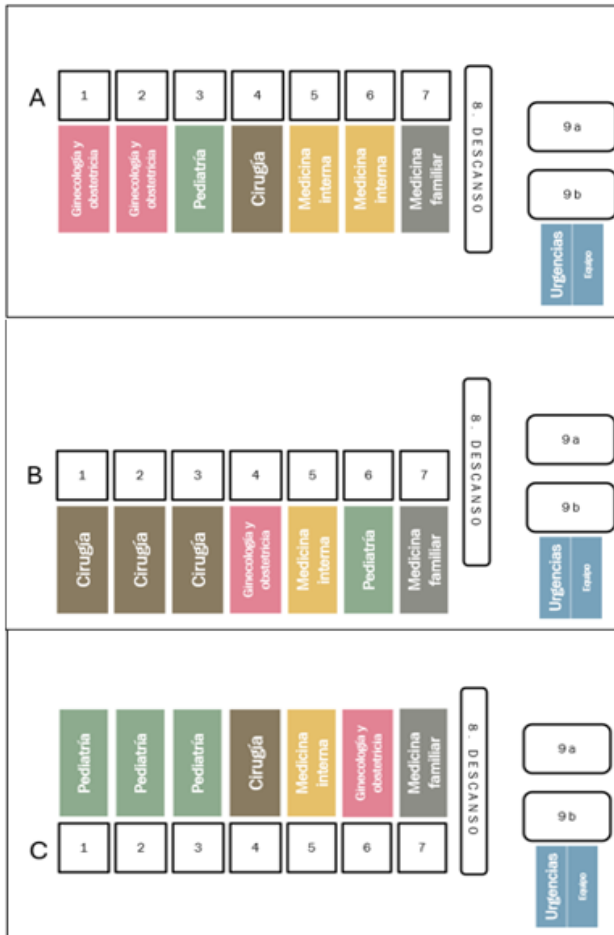 A
1
2
3
4
5
6
7
Ginecología y
obstetricia
Ginecología y
obstetricia
Pediatría
Cirugía
Medicina
interna
Medicina
interna
Medicina
familiar
8. DESCANSO
9a
9b
Urgencias
Equipo
B
1
2
3
4
5
6
7
Cirugía
Cirugía
Cirugía
Ginecología y
obstetricia
Medicina
interna
Pediatría
Medicina
familiar
8. DESCANSO
9a
9b
Urgencias
Equipo
Pediatría
Pediatría
Pediatría
Cirugía
Medicina
interna
Ginecología y
obstetricia
Medicina
familiar
C
1
2
3
4
5
6
7
8. DESCANSO
9a
9b
Urgencias
Equipo